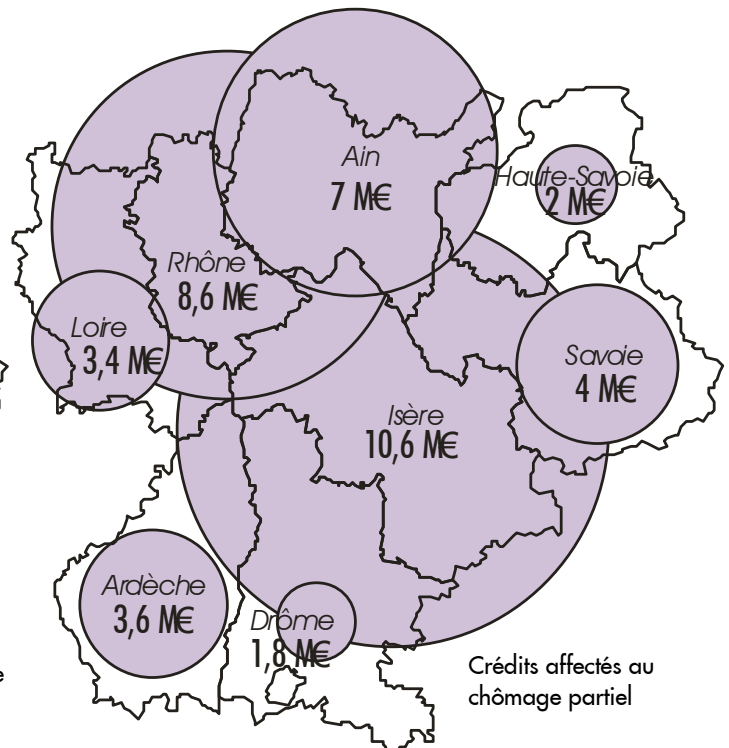 Ain
7 M€
Haute-Savoie
2 M€
Rhône
8,6 M€
Loire
3,4 M€
Savoie
4 M€
Isère
10,6 M€
Ardèche
3,6 M€
Drôme
1,8 M€
Crédits affectés au
chômage partiel
e